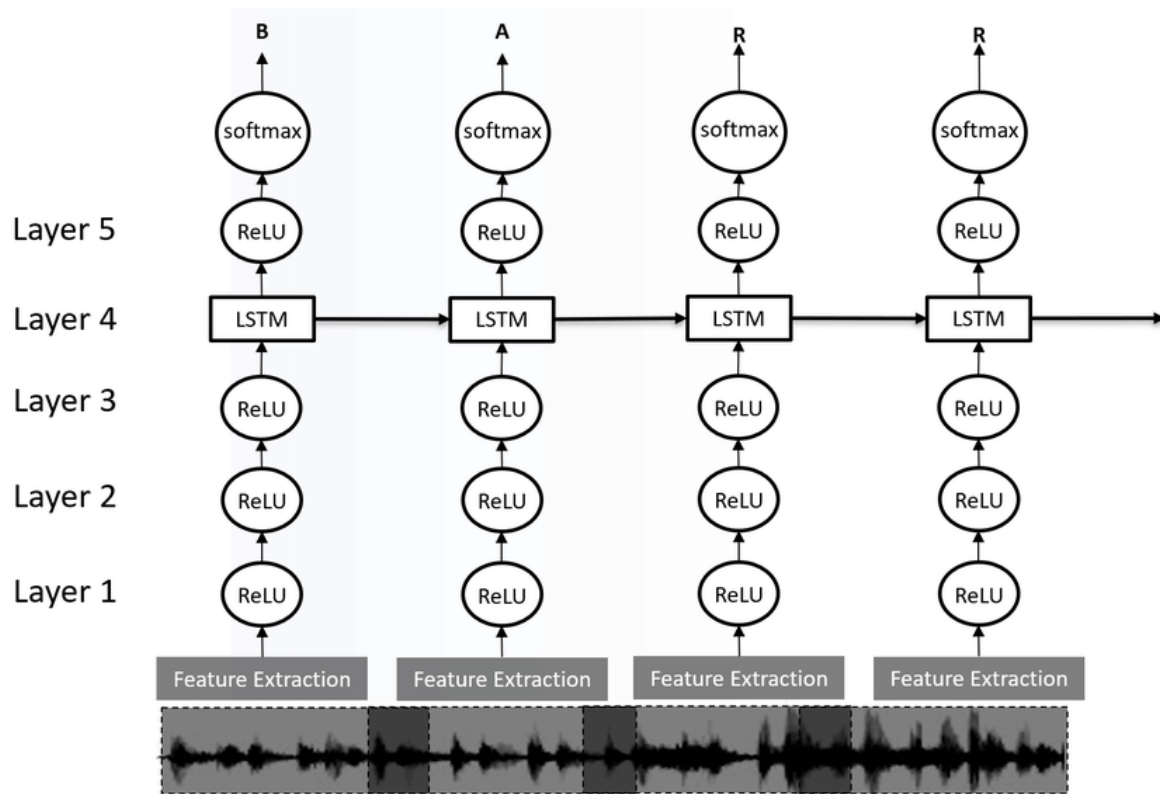 B A R R
softmax softmax softmax softmax
Layer 5 ReLU ReLU ReLU ReLU
Layer 4 LSTM LSTM LSTM LSTM
Layer 3 ReLU ReLU ReLU ReLU
Layer 2 ReLU ReLU ReLU ReLU
Layer 1 ReLU ReLU ReLU ReLU
Feature Extraction Feature Extraction Feature Extraction Feature Extraction